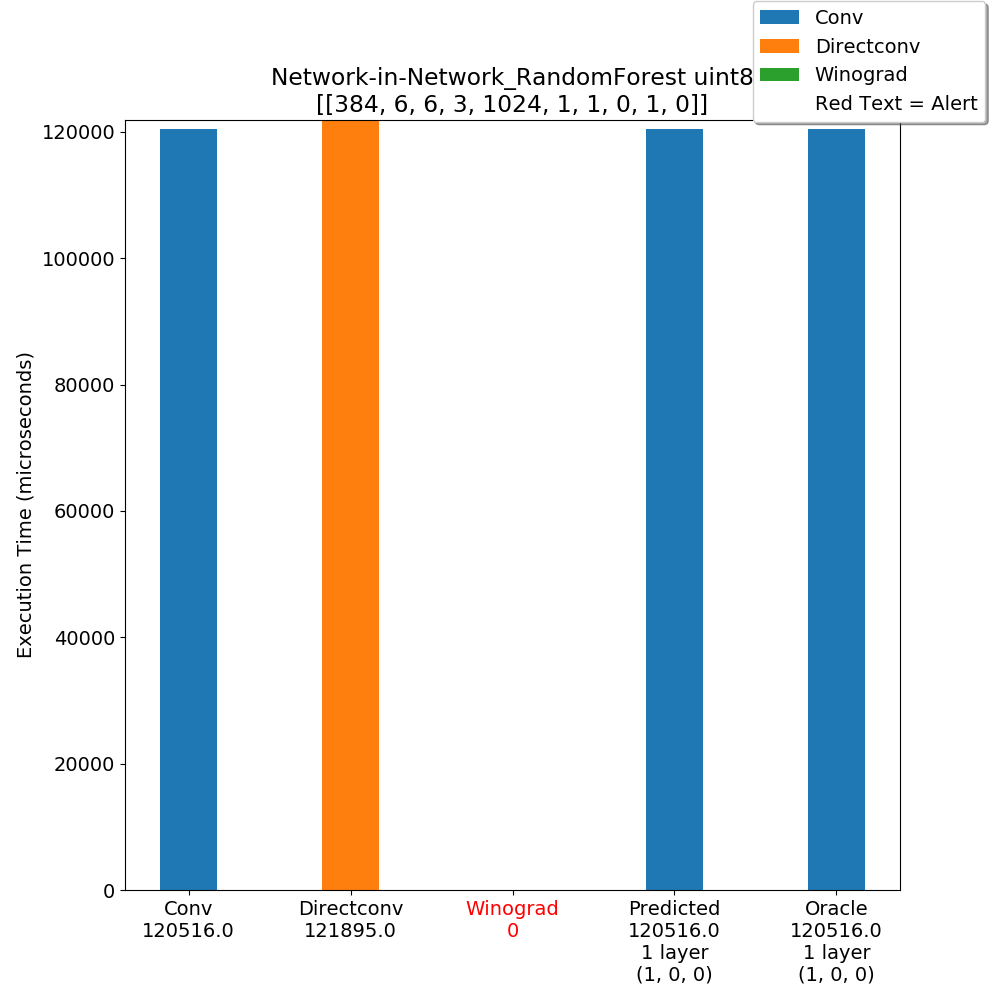 Conv
Directconv
Winograd
Red Text = Alert
Network-in-Network_RandomForest uint8
[[384, 6, 6, 3, 1024, 1, 1, 0, 1, 0]]
Execution Time (microseconds)
120000
100000
80000
60000
40000
20000
0
Conv
120516.0
Directconv
121895.0
Winograd
0
Predicted
120516.0
1 layer
(1, 0, 0)
Oracle
120516.0
1 layer
(1, 0, 0)